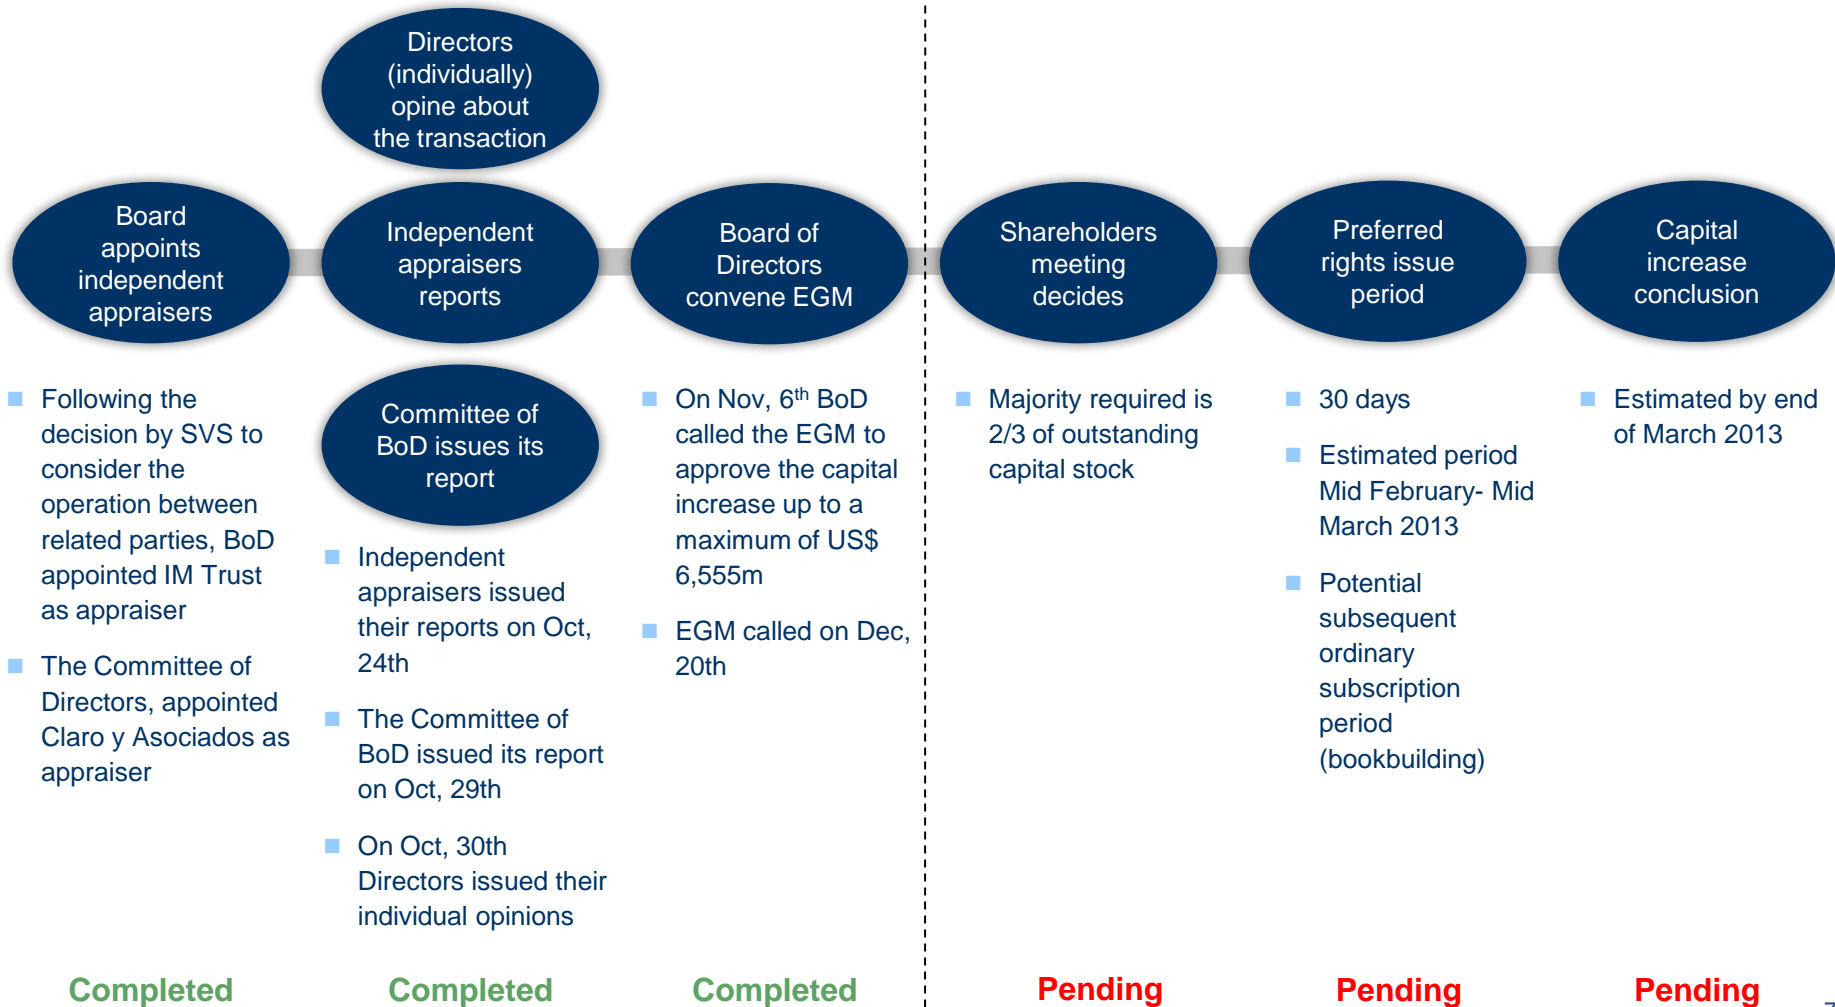 Directors
(individually)
opine about
the transaction
Board
appoints
independent
appraisers
Independent
appraisers
reports
Board of
Directors
convene EGM
Shareholders
meeting
decides
Preferred
rights issue
period
Capital
increase
conclusion
Committee of
BoD issues its
report
Following the
decision by SVS to
consider the
operation between
related parties, BoD
appointed IM Trust
as appraiser
The Committee of
Directors, appointed
Claro y Asociados as
appraiser
Independent
appraisers issued
their reports on Oct,
24th
The Committee of
BoD issued its report
on Oct, 29th
On Oct, 30th
Directors issued their
individual opinions
On Nov, 6th BoD
called the EGM to
approve the capital
increase up to a
maximum of US$
6,555m
EGM called on Dec,
20th
Majority required is
2/3 of outstanding
capital stock
30 days
Estimated period
Mid February- Mid
March 2013
Potential
subsequent
ordinary
subscription
period
(bookbuilding)
Estimated by end
of March 2013
Completed
Completed
Completed
Pending
Pending
Pending